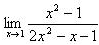 lim x→1 (x² − 1)/(2x² − x − 1)